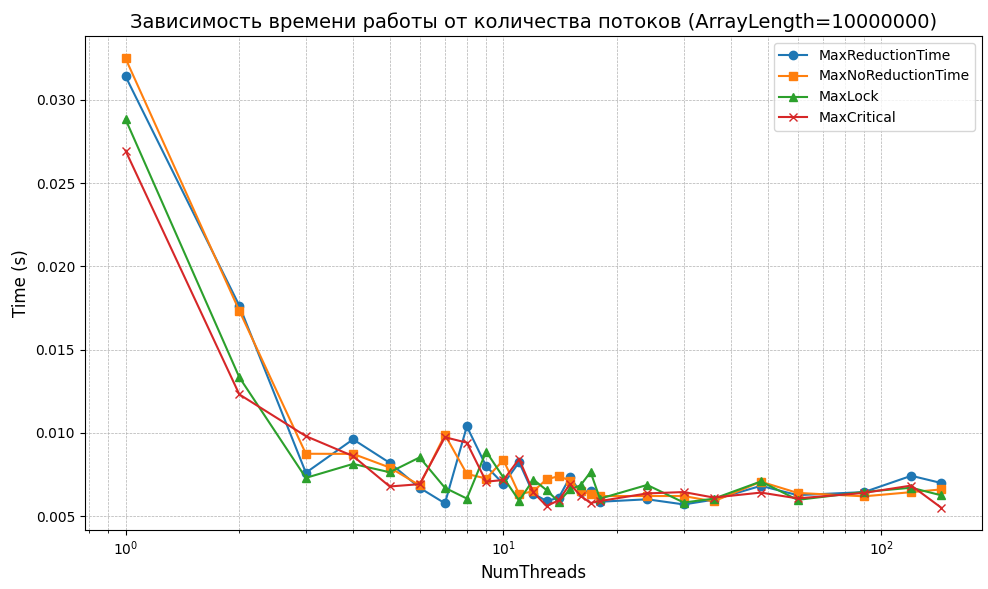 Зависимость времени работы от количества потоков (ArrayLength=10000000)
MaxReductionTime
MaxNoReductionTime
MaxLock
MaxCritical
Time (s)
0.030
0.025
0.020
0.015
0.010
0.005
10⁰
10¹
10²
NumThreads